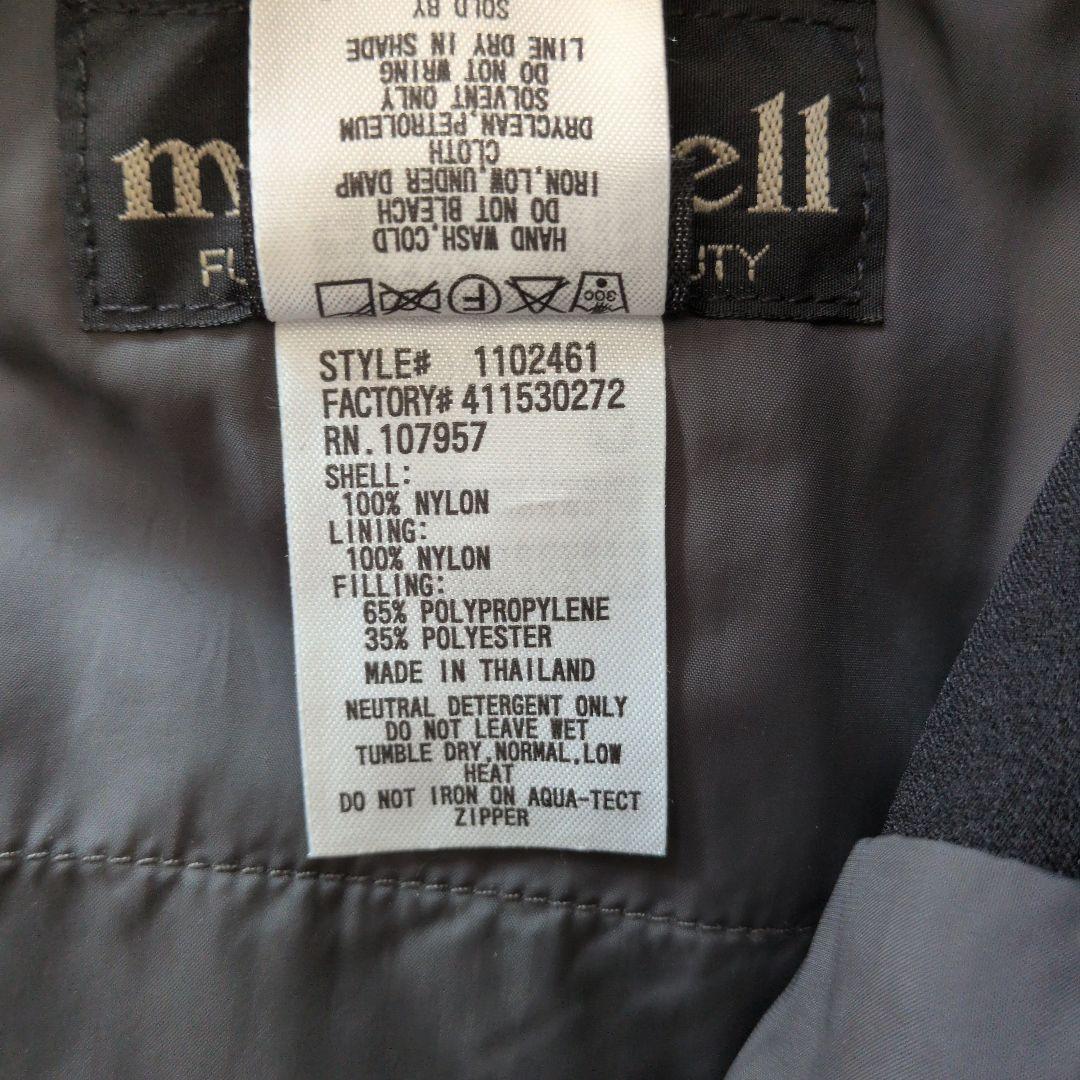 HAND WASH,COLD
DO NOT BLEACH
IRON,LOW,UNDER DAMP
CLOTH
DRYCLEAN,PETROLEUM
SOLVENT ONLY
DO NOT WRING
LINE DRY IN SHADE
SOLD BY
STYLE# 1102461
FACTORY# 411530272
RN.107957
SHELL:
100% NYLON
LINING:
100% NYLON
FILLING:
65% POLYPROPYLENE
35% POLYESTER
MADE IN THAILAND
NEUTRAL DETERGENT ONLY
DO NOT LEAVE WET
TUMBLE DRY,NORMAL,LOW
HEAT
DO NOT IRON ON AQUA-TECT
ZIPPER